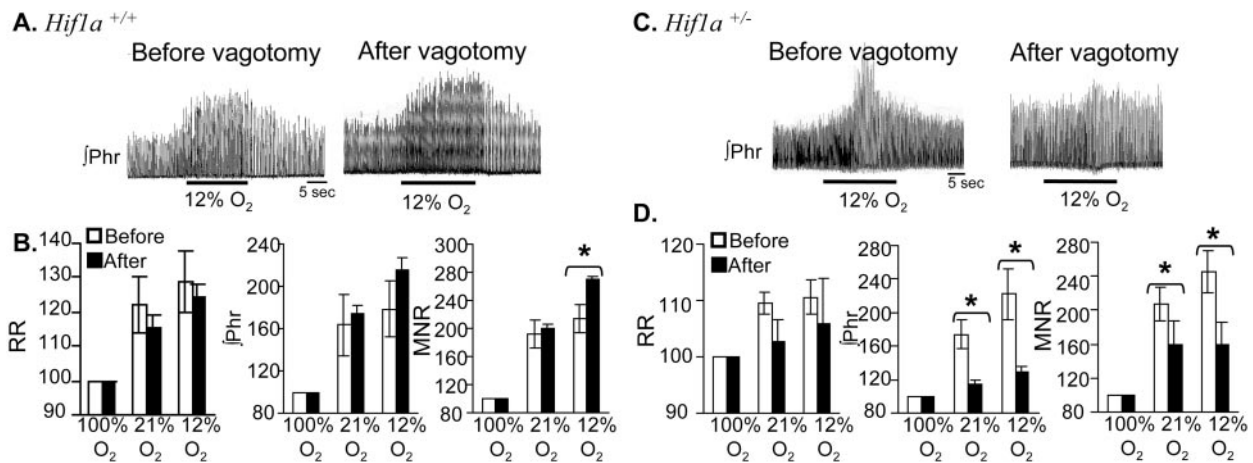 A. Hif1a +/+
Before vagotomy
After vagotomy
∫Phr
5 sec
12% O2
12% O2
B.
Before
After
RR
140
130
120
110
100
90
100% 21% 12%
O2 O2 O2
∫Phr
240
200
160
120
80
100% 21% 12%
O2 O2 O2
MNR
300
280
240
200
160
120
80
*
100% 21% 12%
O2 O2 O2
C. Hif1a +/-
Before vagotomy
After vagotomy
∫Phr
5 sec
12% O2
12% O2
D.
Before
After
RR
120
110
100
90
100% 21% 12%
O2 O2 O2
∫Phr
280
240
200
160
120
80
*
*
100% 21% 12%
O2 O2 O2
MNR
280
240
200
160
120
80
*
*
100% 21% 12%
O2 O2 O2